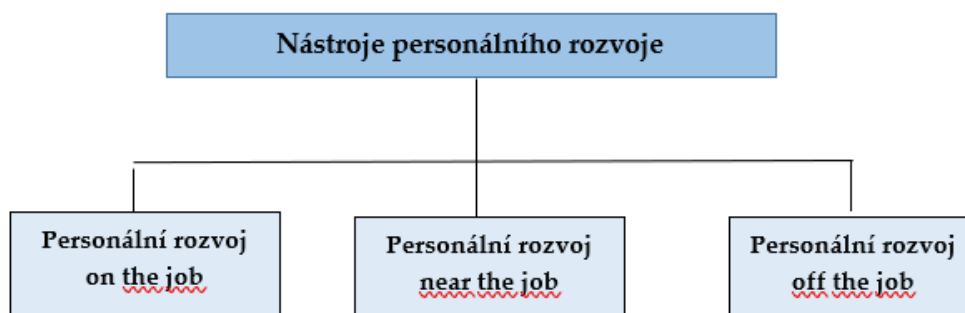 Nástroje personálního rozvoje
Personální rozvoj
on the job
Personální rozvoj
near the job
Personální rozvoj
off the job